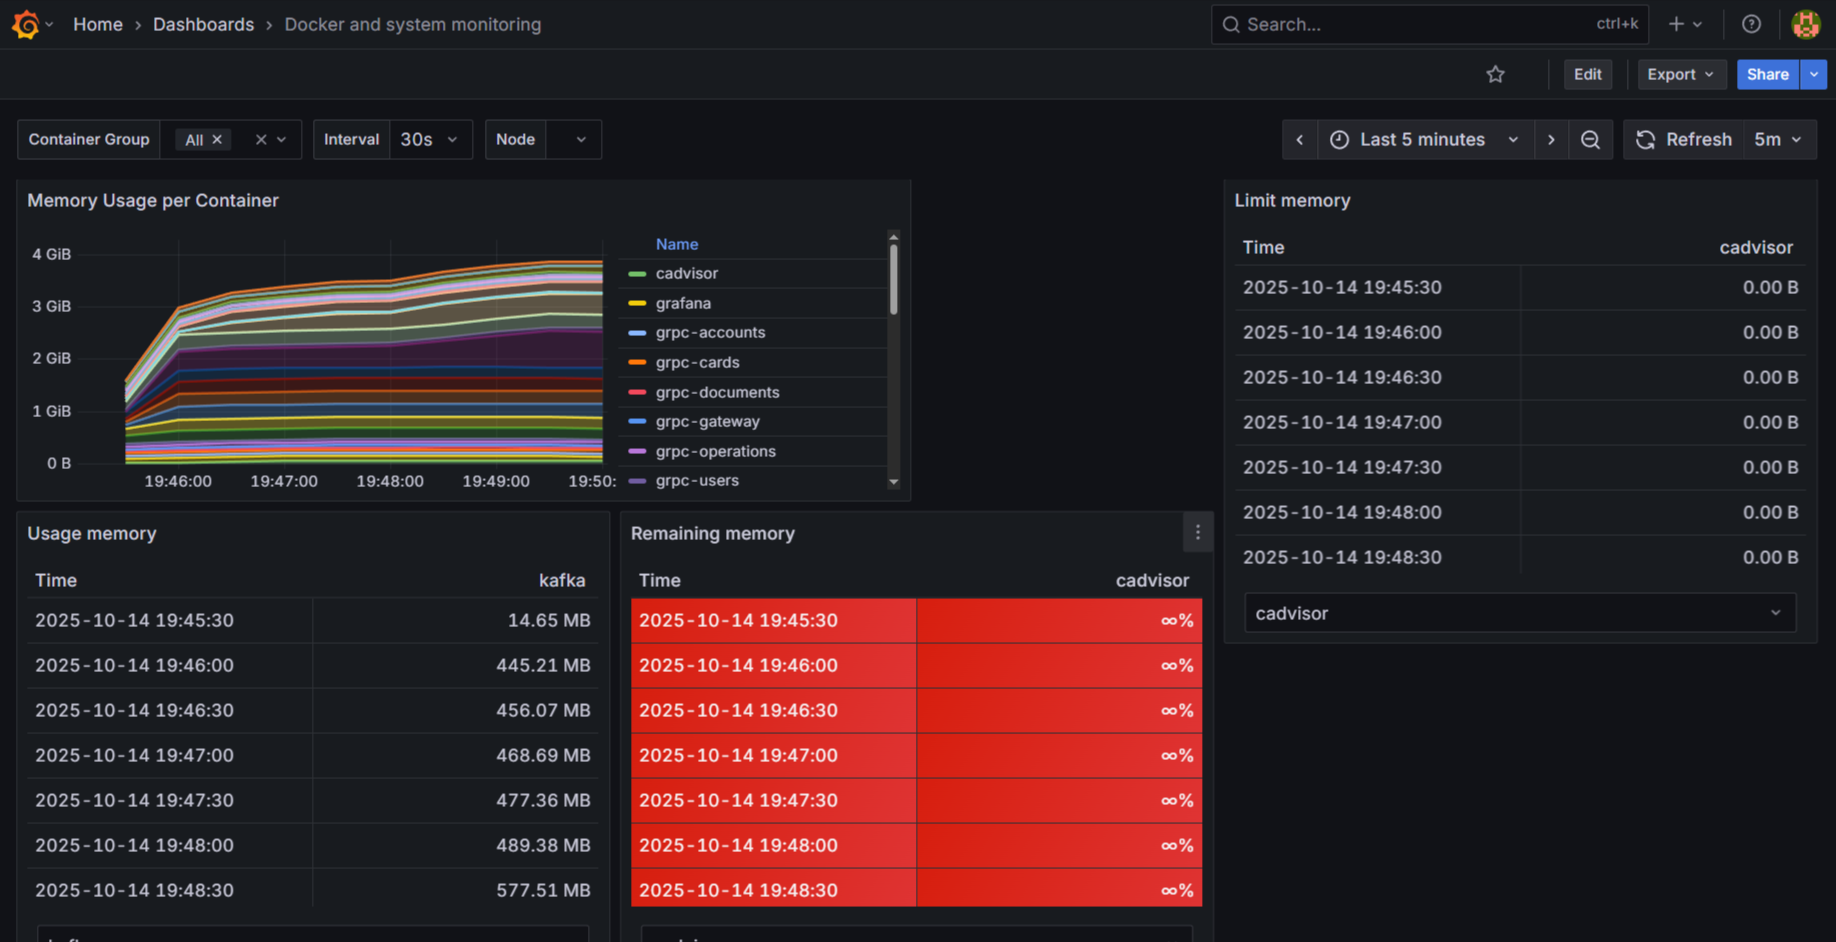 Home › Dashboards › Docker and system monitoring
Search... ctrl+k
Edit Export Share
Container Group All Interval 30s Node
Last 5 minutes Refresh 5m
Memory Usage per Container
4 GiB
3 GiB
2 GiB
1 GiB
0 B
19:46:00 19:47:00 19:48:00 19:49:00 19:50:
Name
cadvisor
grafana
grpc-accounts
grpc-cards
grpc-documents
grpc-gateway
grpc-operations
grpc-users
Limit memory
Time cadvisor
2025-10-14 19:45:30 0.00 B
2025-10-14 19:46:00 0.00 B
2025-10-14 19:46:30 0.00 B
2025-10-14 19:47:00 0.00 B
2025-10-14 19:47:30 0.00 B
2025-10-14 19:48:00 0.00 B
2025-10-14 19:48:30 0.00 B
cadvisor
Usage memory
Time kafka
2025-10-14 19:45:30 14.65 MB
2025-10-14 19:46:00 445.21 MB
2025-10-14 19:46:30 456.07 MB
2025-10-14 19:47:00 468.69 MB
2025-10-14 19:47:30 477.36 MB
2025-10-14 19:48:00 489.38 MB
2025-10-14 19:48:30 577.51 MB
Remaining memory
Time cadvisor
2025-10-14 19:45:30 ∞%
2025-10-14 19:46:00 ∞%
2025-10-14 19:46:30 ∞%
2025-10-14 19:47:00 ∞%
2025-10-14 19:47:30 ∞%
2025-10-14 19:48:00 ∞%
2025-10-14 19:48:30 ∞%